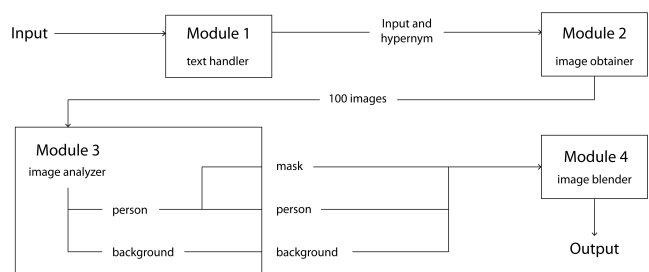 Input
Module 1
text handler
Input and
hypernym
Module 2
image obtainer
100 images
Module 3
image analyzer
mask
person
person
background
background
Module 4
image blender
Output